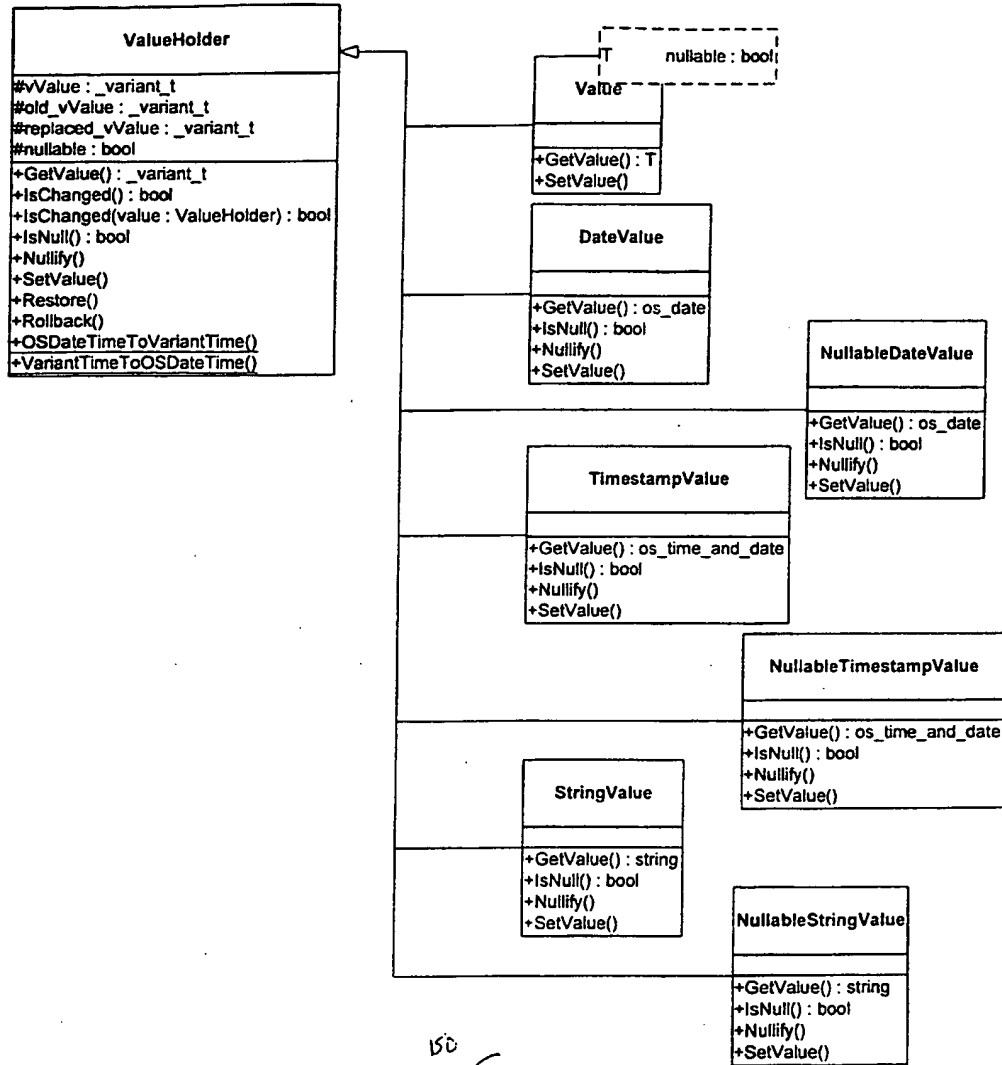 ValueHolder
#vValue : _variant_t
#old_vValue : _variant_t
#replaced_vValue : _variant_t
#nullable : bool
+GetValue() : _variant_t
+IsChanged() : bool
+IsChanged(value : ValueHolder) : bool
+IsNull() : bool
+Nullify()
+SetValue()
+Restore()
+Rollback()
+OSDateTimeToVariantTime()
+VariantTimeToOSDateTime()
T nullable : bool
Value
+GetValue() : T
+SetValue()
DateValue
+GetValue() : os_date
+IsNull() : bool
+Nullify()
+SetValue()
NullableDateValue
+GetValue() : os_date
+IsNull() : bool
+Nullify()
+SetValue()
TimestampValue
+GetValue() : os_time_and_date
+IsNull() : bool
+Nullify()
+SetValue()
NullableTimestampValue
+GetValue() : os_time_and_date
+IsNull() : bool
+Nullify()
+SetValue()
StringValue
+GetValue() : string
+IsNull() : bool
+Nullify()
+SetValue()
NullableStringValue
+GetValue() : string
+IsNull() : bool
+Nullify()
+SetValue()
150